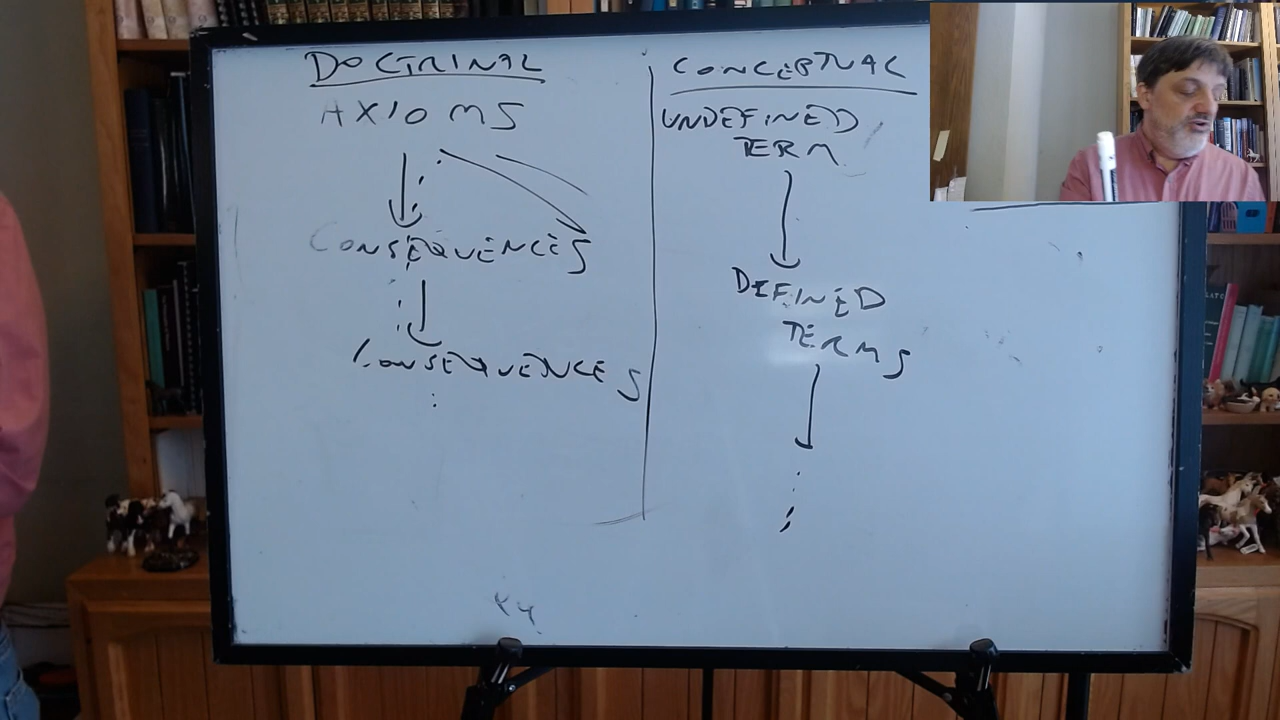 DOCTRINAL
AXIOMS
CONSEQUENCES
CONSEQUENCES
CONCEPTUAL
UNDEFINED
TERM
DEFINED
TERMS